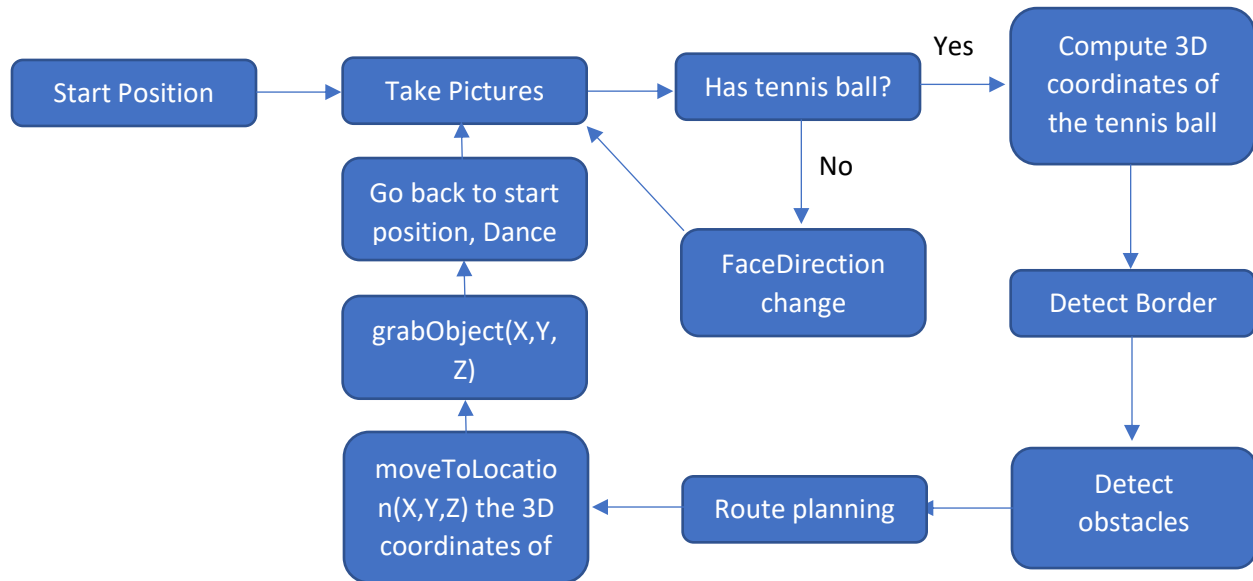 Start Position
Take Pictures
Has tennis ball?
Yes
Compute 3D
coordinates of
the tennis ball
No
FaceDirection
change
Detect Border
Detect
obstacles
Route planning
moveToLocatio
n(X,Y,Z) the 3D
coordinates of
grabObject(X,Y,
Z)
Go back to start
position, Dance